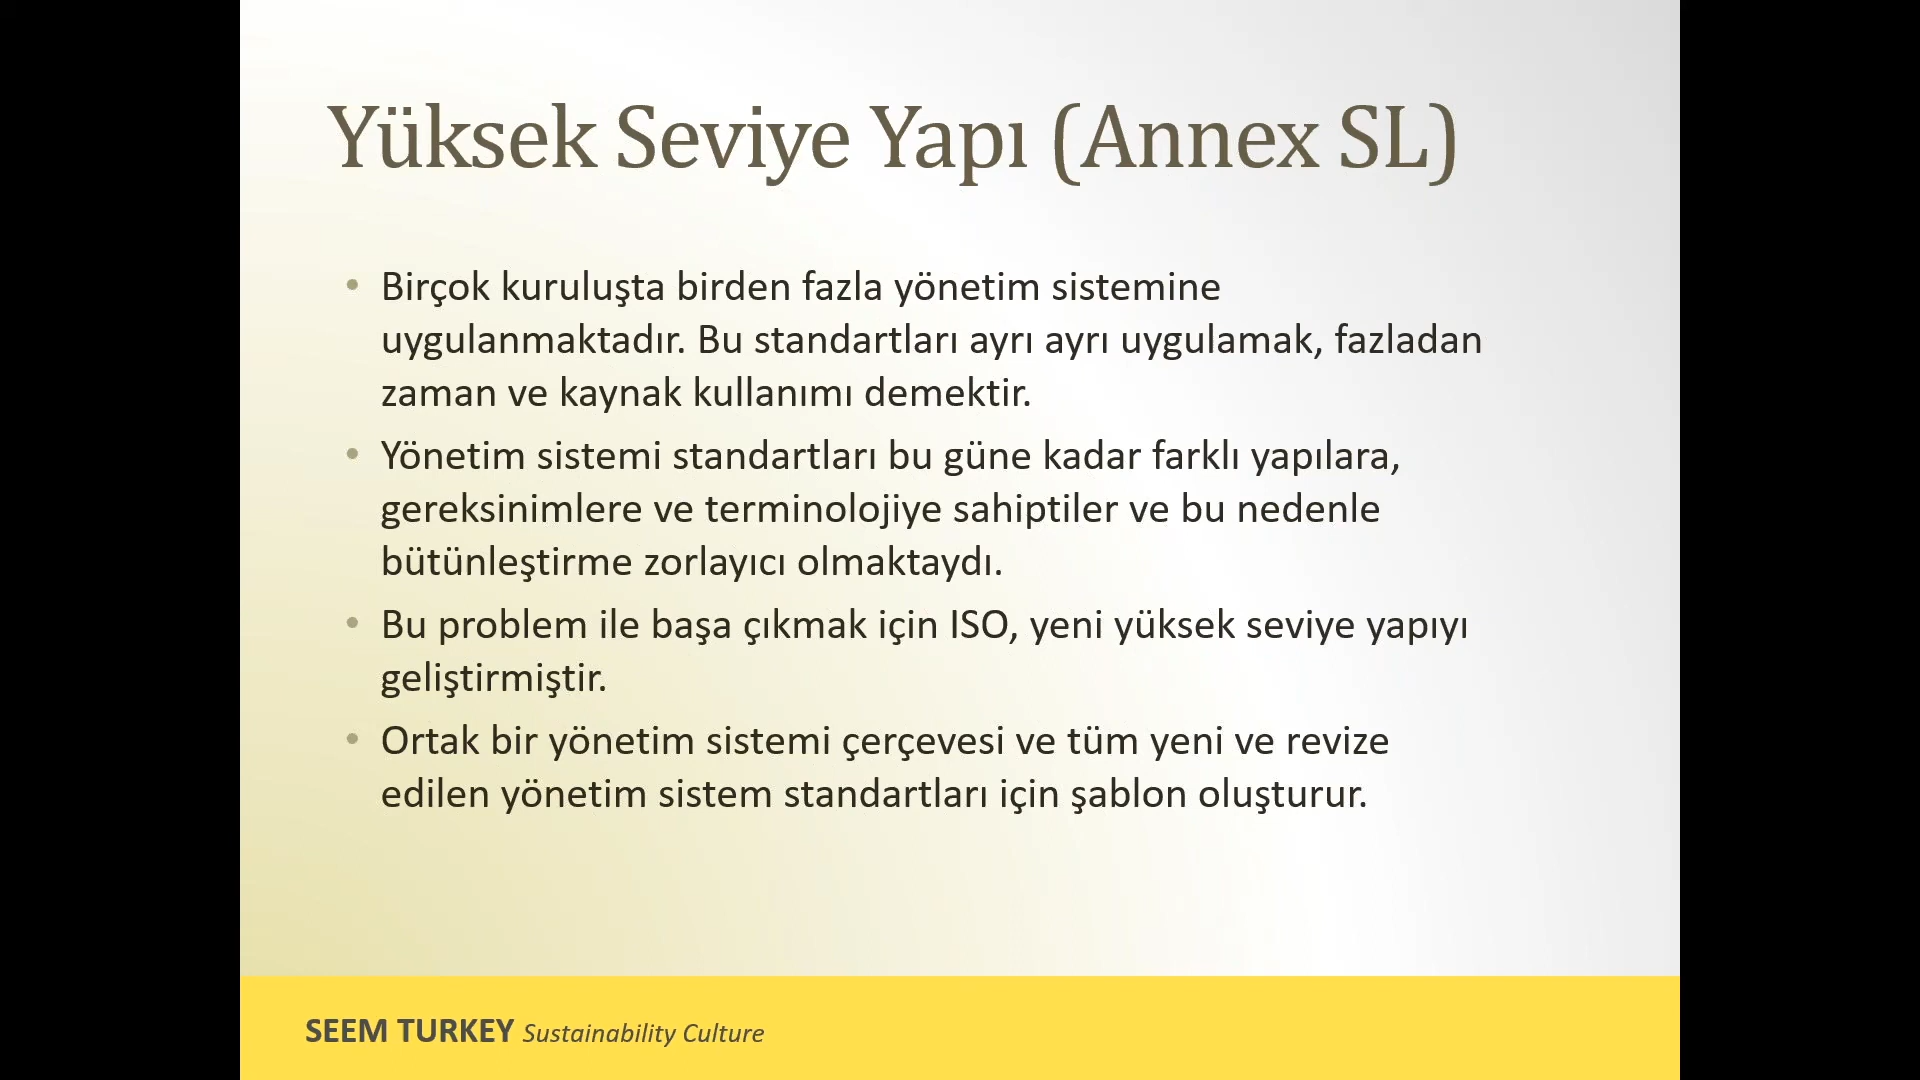 Yüksek Seviye Yapı (Annex SL)
• Birçok kuruluşta birden fazla yönetim sistemine
uygulanmaktadır. Bu standartları ayrı ayrı uygulamak, fazladan
zaman ve kaynak kullanımı demektir.
• Yönetim sistemi standartları bu güne kadar farklı yapılara,
gereksinimlere ve terminolojiye sahiptiler ve bu nedenle
bütünleştirme zorlayıcı olmaktaydı.
• Bu problem ile başa çıkmak için ISO, yeni yüksek seviye yapıyı
geliştirmiştir.
• Ortak bir yönetim sistemi çerçevesi ve tüm yeni ve revize
edilen yönetim sistem standartları için şablon oluşturur.
SEEM TURKEY Sustainability Culture